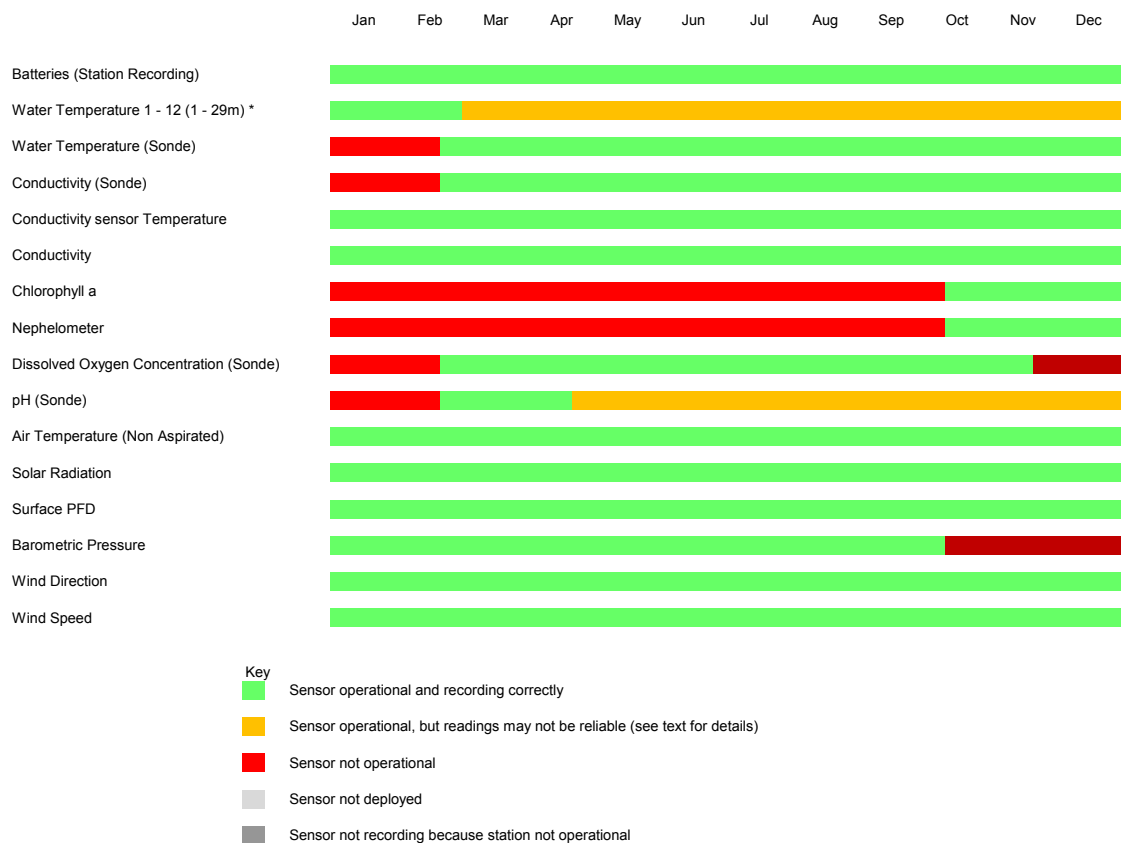 Jan Feb Mar Apr May Jun Jul Aug Sep Oct Nov Dec
Batteries (Station Recording)
Water Temperature 1 - 12 (1 - 29m) *
Water Temperature (Sonde)
Conductivity (Sonde)
Conductivity sensor Temperature
Conductivity
Chlorophyll a
Nephelometer
Dissolved Oxygen Concentration (Sonde)
pH (Sonde)
Air Temperature (Non Aspirated)
Solar Radiation
Surface PFD
Barometric Pressure
Wind Direction
Wind Speed
Key
Sensor operational and recording correctly
Sensor operational, but readings may not be reliable (see text for details)
Sensor not operational
Sensor not deployed
Sensor not recording because station not operational